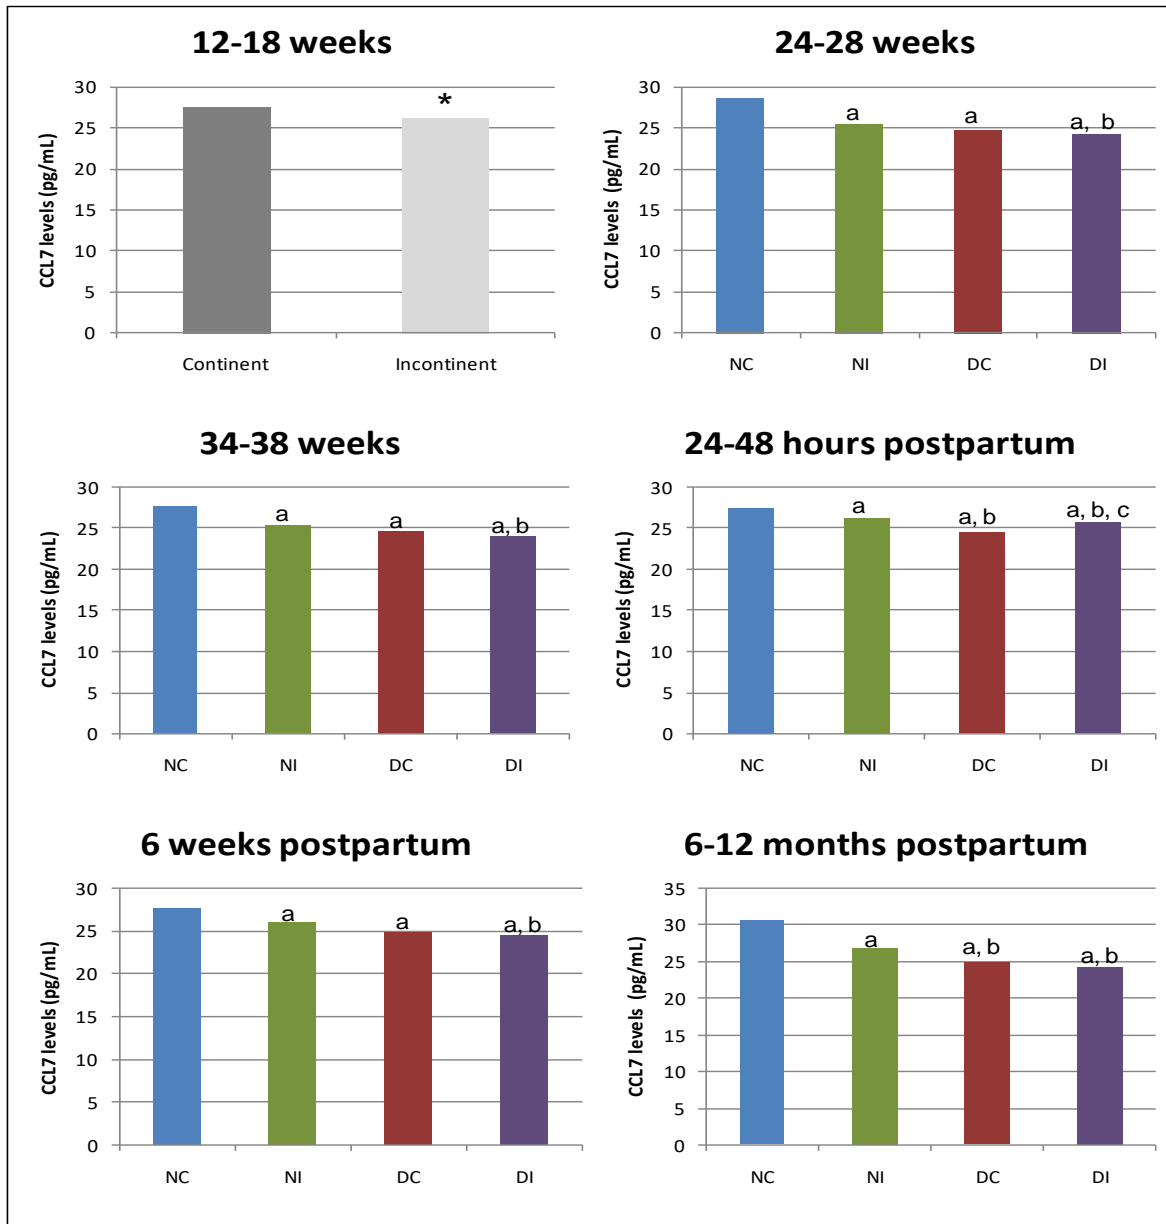 12-18 weeks
CCL7 levels (pg/mL)
30
25
20
15
10
5
0
*
Continent
Incontinent
24-28 weeks
CCL7 levels (pg/mL)
30
25
20
15
10
5
0
a
a
a, b
NC
NI
DC
DI
34-38 weeks
CCL7 levels (pg/mL)
30
25
20
15
10
5
0
a
a
a, b
NC
NI
DC
DI
24-48 hours postpartum
CCL7 levels (pg/mL)
30
25
20
15
10
5
0
a
a, b
a, b, c
NC
NI
DC
DI
6 weeks postpartum
CCL7 levels (pg/mL)
30
25
20
15
10
5
0
a
a
a, b
NC
NI
DC
DI
6-12 months postpartum
CCL7 levels (pg/mL)
35
30
25
20
15
10
5
0
a
a, b
a, b
NC
NI
DC
DI